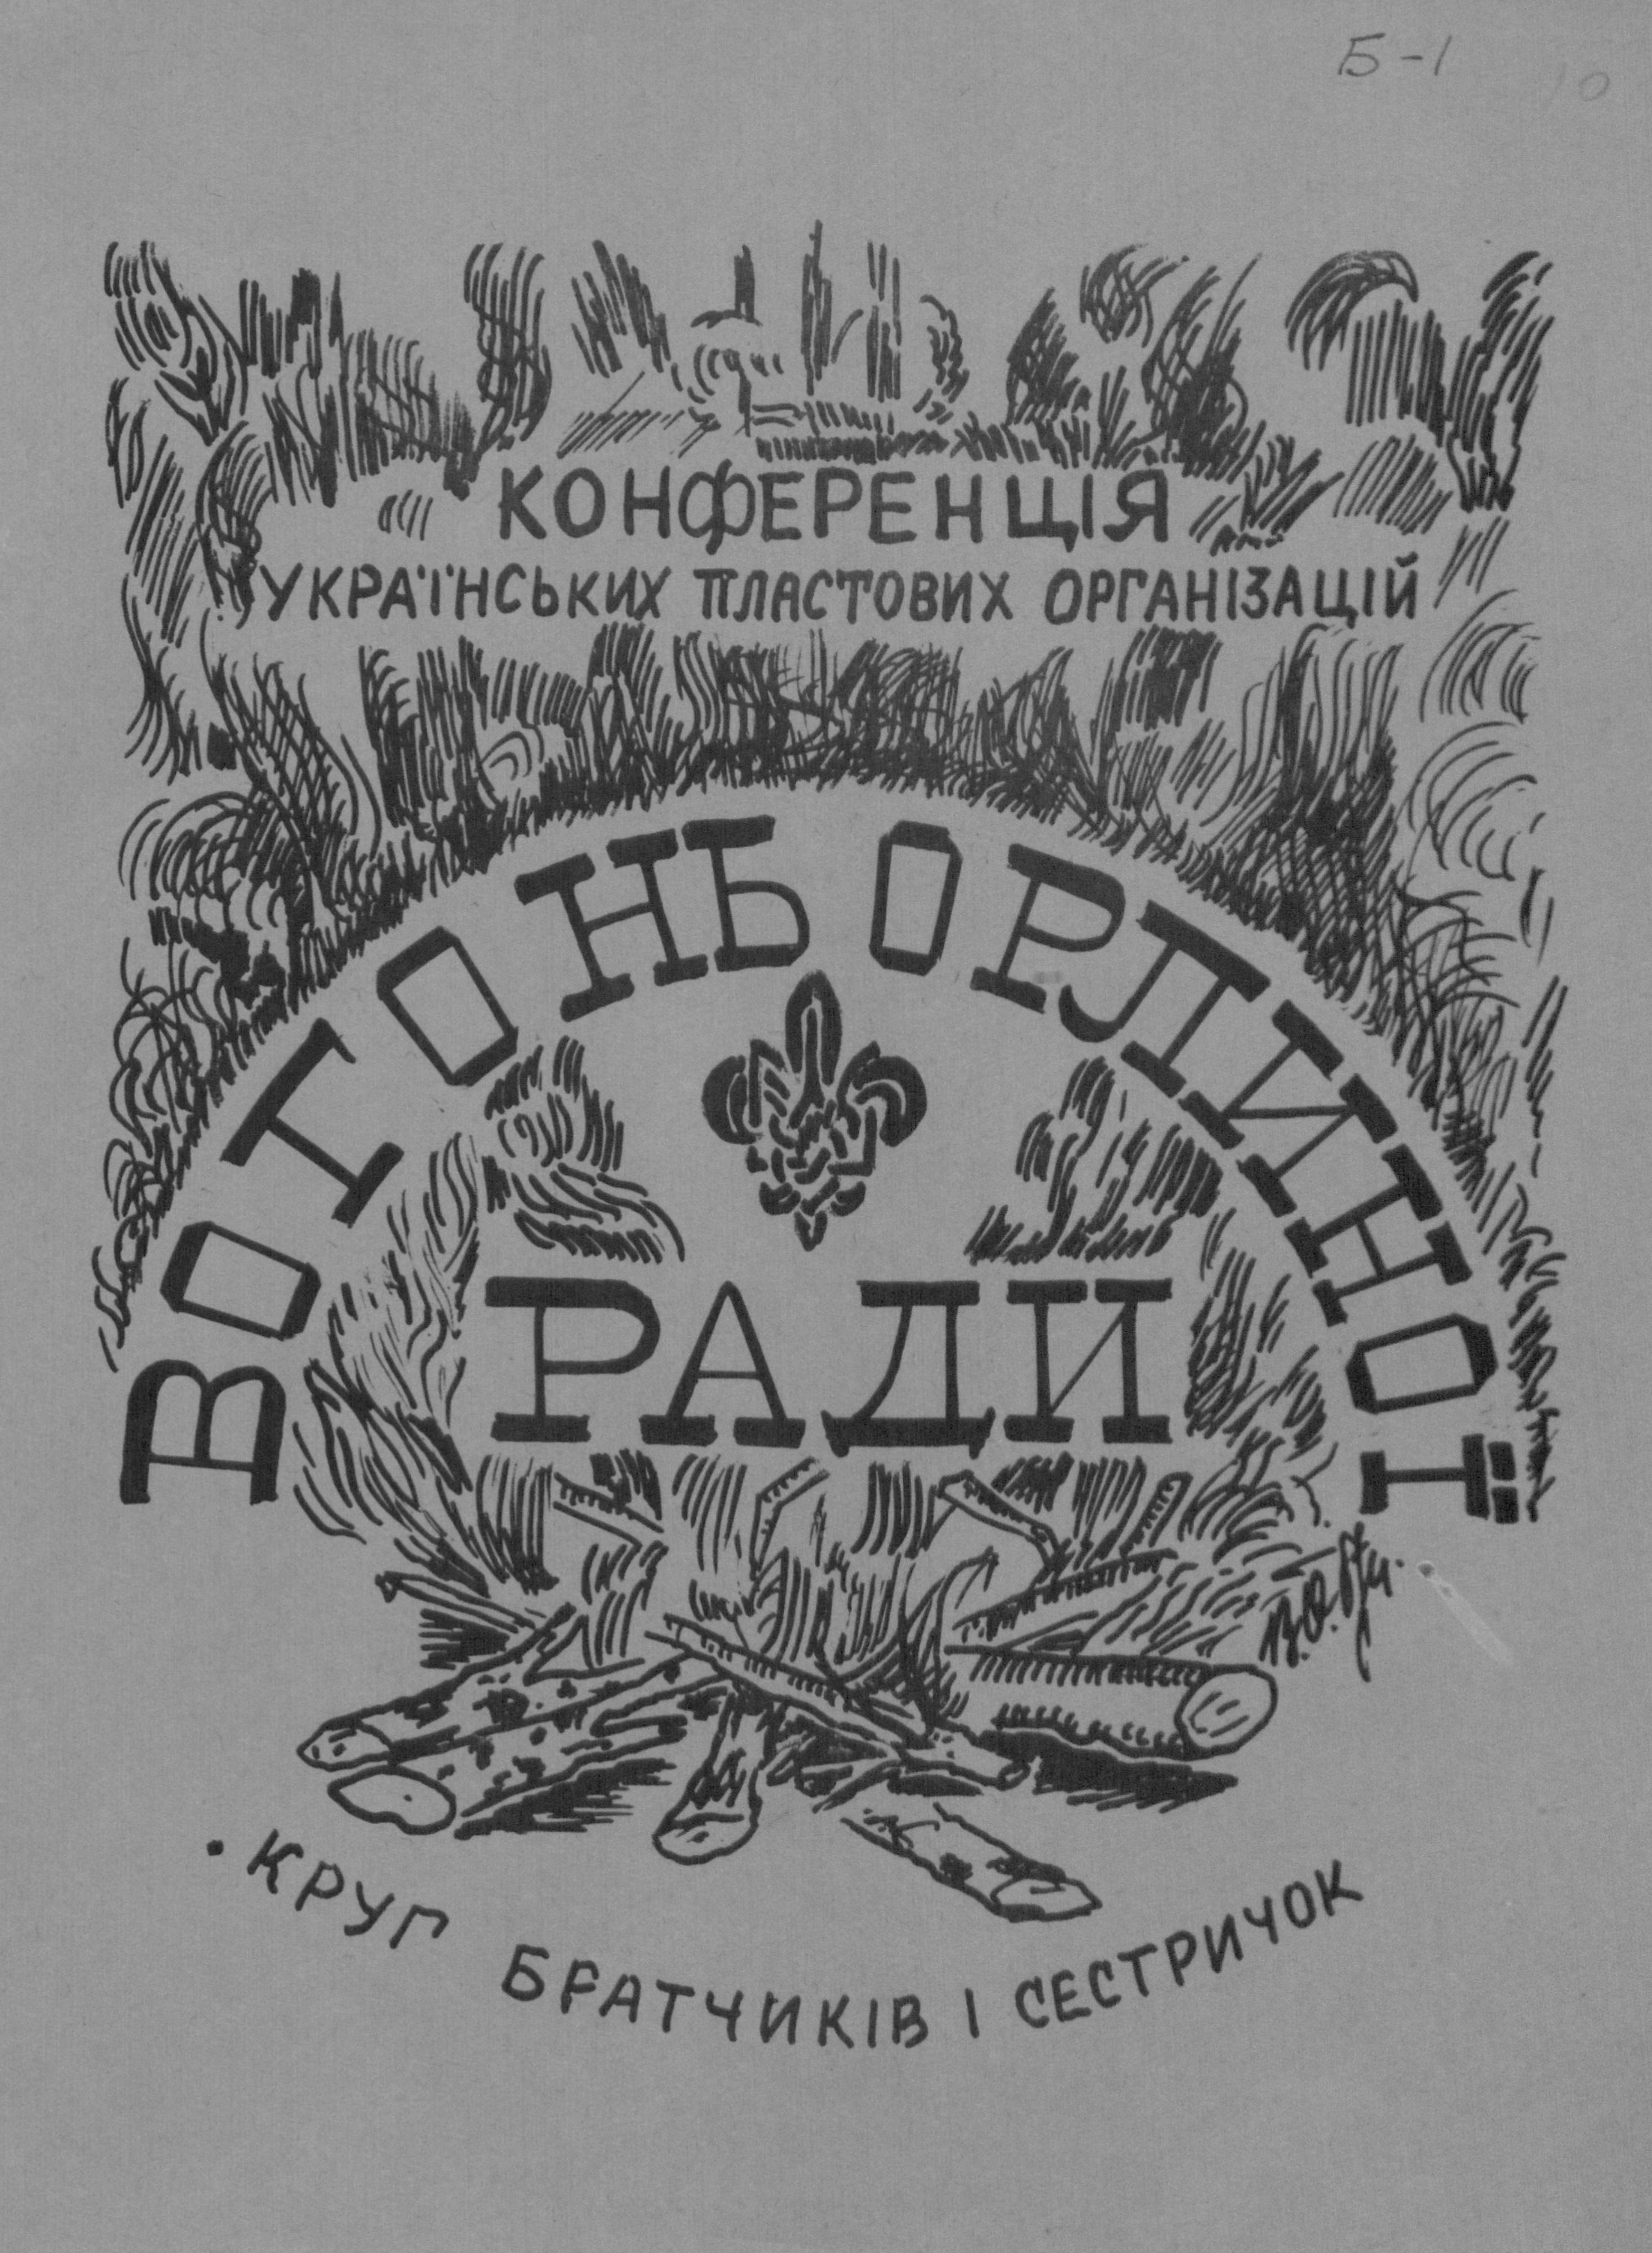 Б-1
10
КОНФЕРЕНЦІЯ
УКРАЇНСЬКИХ ПЛАСТОВИХ ОРГАНІЗАЦІЙ
ВОГОНЬ ОРЛИНОЇ
РАДИ
· КРУГ БРАТЧИКІВ І СЕСТРИЧОК